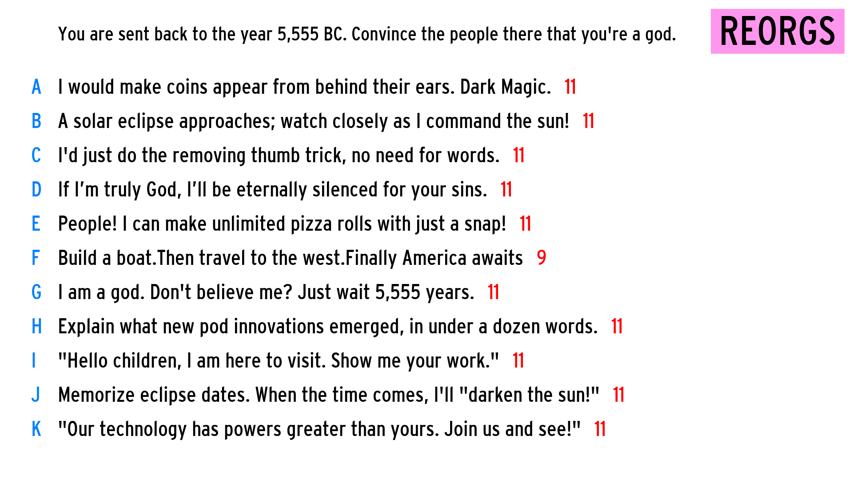 You are sent back to the year 5,555 BC. Convince the people there that you're a god.
REORGS
A I would make coins appear from behind their ears. Dark Magic. 11
B A solar eclipse approaches; watch closely as I command the sun! 11
C I'd just do the removing thumb trick, no need for words. 11
D If I’m truly God, I’ll be eternally silenced for your sins. 11
E People! I can make unlimited pizza rolls with just a snap! 11
F Build a boat.Then travel to the west.Finally America awaits 9
G I am a god. Don't believe me? Just wait 5,555 years. 11
H Explain what new pod innovations emerged, in under a dozen words. 11
I "Hello children, I am here to visit. Show me your work." 11
J Memorize eclipse dates. When the time comes, I'll "darken the sun!" 11
K "Our technology has powers greater than yours. Join us and see!" 11